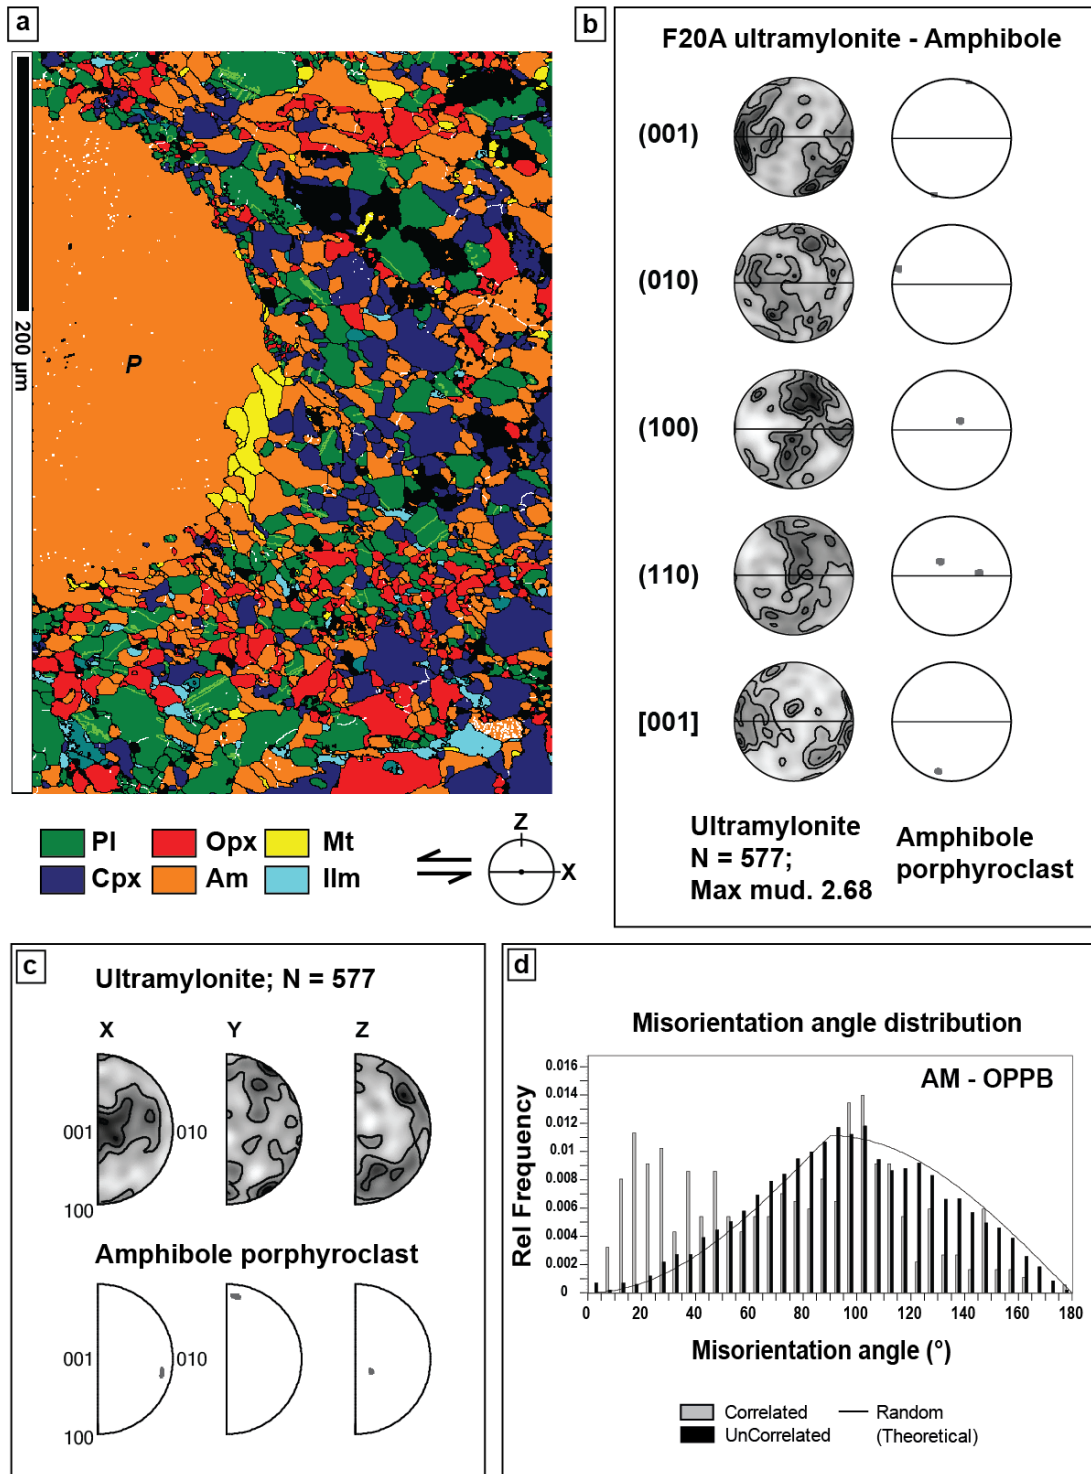 a
200 µm
P
Pl
Opx
Mt
Cpx
Am
Ilm
Z
X
b
F20A ultramylonite - Amphibole
(001)
(010)
(100)
(110)
[001]
Ultramylonite
N = 577;
Max mud. 2.68
Amphibole
porphyroclast
c
Ultramylonite; N = 577
X Y Z
001 010
100
Amphibole porphyroclast
001 010
100
d
Misorientation angle distribution
AM - OPPB
Rel Frequency
0.016
0.014
0.012
0.01
0.008
0.006
0.004
0.002
0
0 20 40 60 80 100 120 140 160 180
Misorientation angle (°)
Correlated
UnCorrelated
Random
(Theoretical)